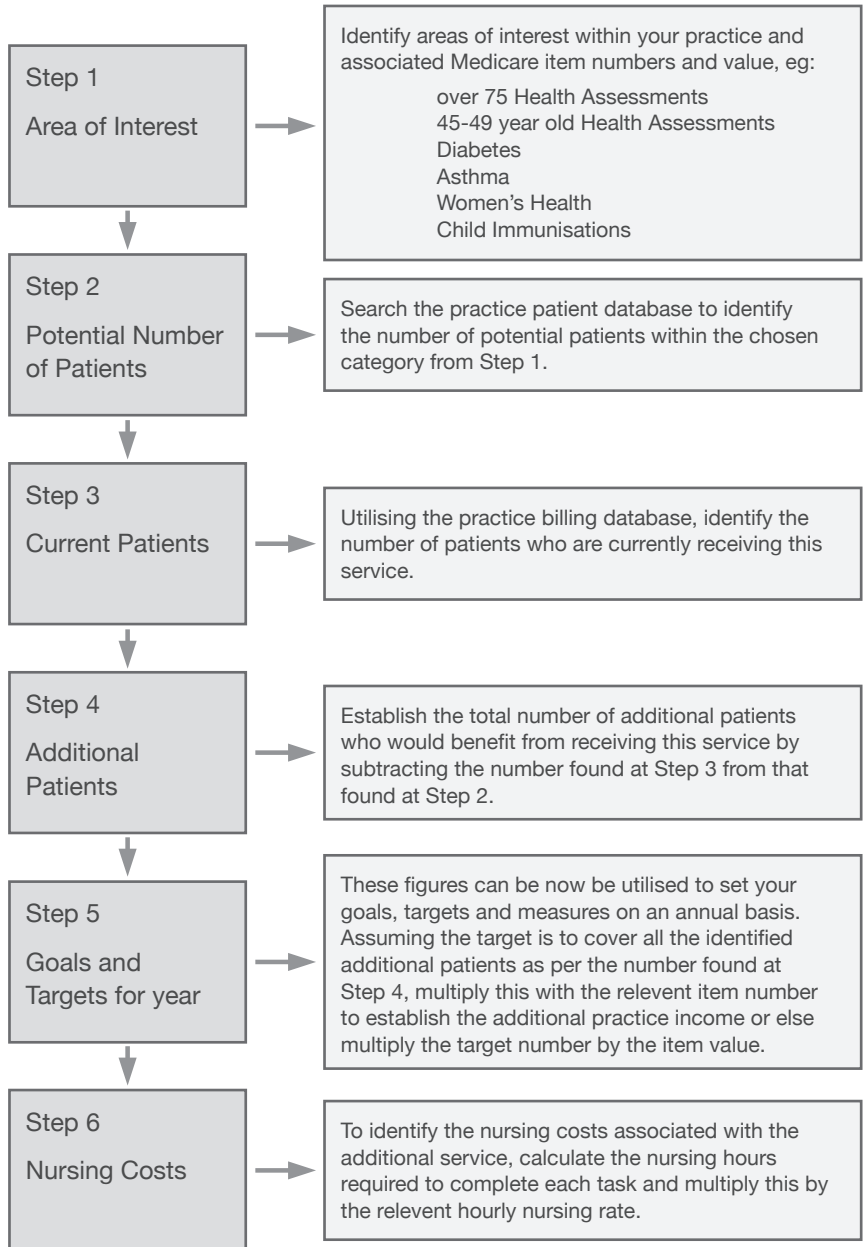 Step 1
Area of Interest
Identify areas of interest within your practice and
associated Medicare item numbers and value, eg:
over 75 Health Assessments
45-49 year old Health Assessments
Diabetes
Asthma
Women's Health
Child Immunisations
Step 2
Potential Number
of Patients
Search the practice patient database to identify
the number of potential patients within the chosen
category from Step 1.
Step 3
Current Patients
Utilising the practice billing database, identify the
number of patients who are currently receiving this
service.
Step 4
Additional
Patients
Establish the total number of additional patients
who would benefit from receiving this service by
subtracting the number found at Step 3 from that
found at Step 2.
Step 5
Goals and
Targets for year
These figures can be now be utilised to set your
goals, targets and measures on an annual basis.
Assuming the target is to cover all the identified
additional patients as per the number found at
Step 4, multiply this with the relevent item number
to establish the additional practice income or else
multiply the target number by the item value.
Step 6
Nursing Costs
To identify the nursing costs associated with the
additional service, calculate the nursing hours
required to complete each task and multiply this by
the relevent hourly nursing rate.